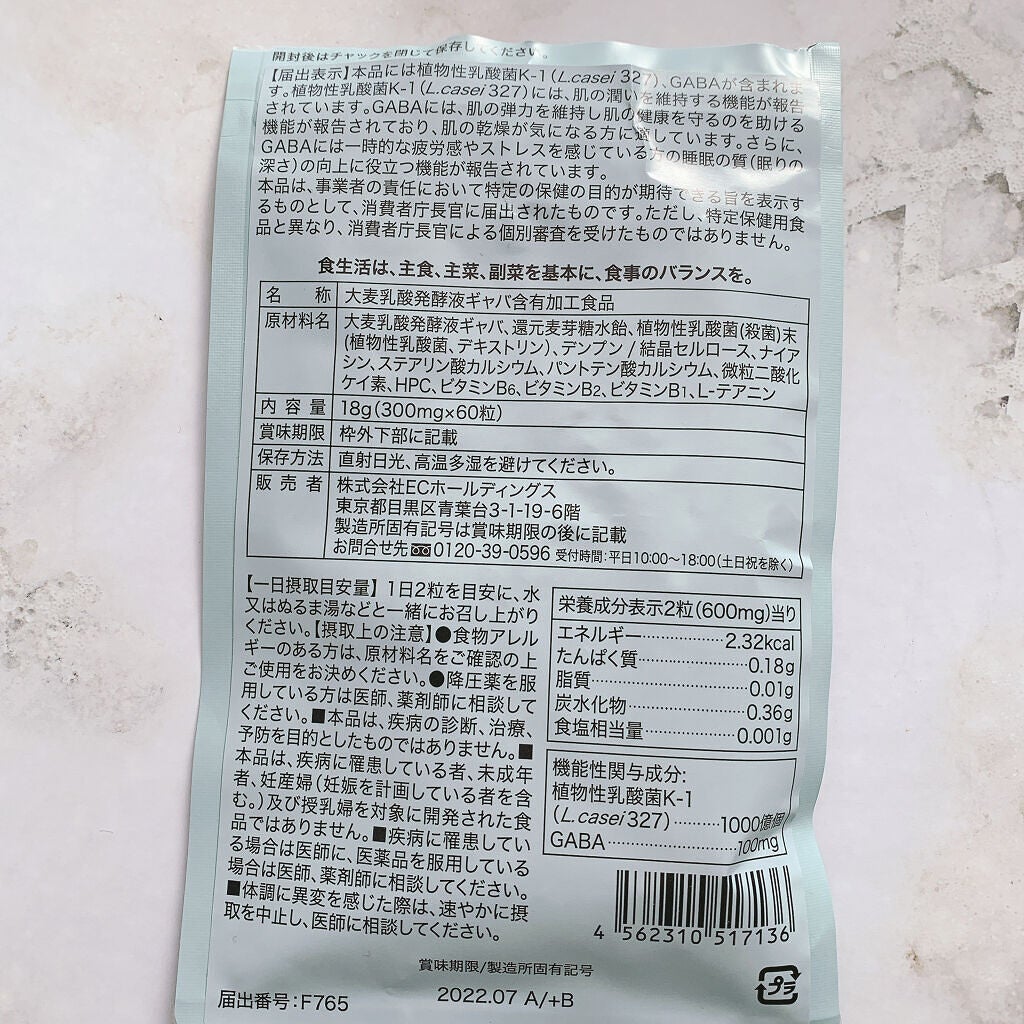 開封後はチャックを閉じて保存してください。
【届出表示】本品には植物性乳酸菌K-1(L.casei 327)、GABAが含まれま
す。植物性乳酸菌K-1(L.casei 327)には、肌の潤いを維持する機能が報告
されています。GABAには、肌の弾力を維持し肌の健康を守るのを助ける
機能が報告されており、肌の乾燥が気になる方に適しています。さらに、
GABAには一時的な疲労感やストレスを感じている方の睡眠の質(眠りの
深さ)の向上に役立つ機能が報告されています。
本品は、事業者の責任において特定の保健の目的が期待できる旨を表示す
るものとして、消費者庁長官に届出されたものです。ただし、特定保健用食
品と異なり、消費者庁長官による個別審査を受けたものではありません。
食生活は、主食、主菜、副菜を基本に、食事のバランスを。
名称 大麦乳酸発酵液ギャバ含有加工食品
原材料名 大麦乳酸発酵液ギャバ、還元麦芽糖水飴、植物性乳酸菌(殺菌)末
(植物性乳酸菌、デキストリン)、デンプン/結晶セルロース、ナイア
シン、ステアリン酸カルシウム、パントテン酸カルシウム、微粒二酸化
ケイ素、HPC、ビタミンB6、ビタミンB2、ビタミンB1、L-テアニン
内容量 18g(300mg×60粒)
賞味期限 枠外下部に記載
保存方法 直射日光、高温多湿を避けてください。
販売者 株式会社ECホールディングス
東京都目黒区青葉台3-1-19-6階
製造所固有記号は賞味期限の後に記載
お問合せ先 0120-39-0596 受付時間:平日10:00〜18:00(土日祝を除く)
【一日摂取目安量】1日2粒を目安に、水
又はぬるま湯などと一緒にお召し上がり
ください。【摂取上の注意】●食物アレル
ギーのある方は、原材料名をご確認の上
ご使用をお決めください。●降圧薬を服
用している方は医師、薬剤師に相談して
ください。■本品は、疾病の診断、治療、
予防を目的としたものではありません。■
本品は、疾病に罹患している者、未成年
者、妊産婦(妊娠を計画している者を含
む。)及び授乳婦を対象に開発された食
品ではありません。■疾病に罹患してい
る場合は医師に、医薬品を服用している
場合は医師、薬剤師に相談してください。
■体調に異変を感じた際は、速やかに摂
取を中止し、医師に相談してください。
栄養成分表示2粒(600mg)当り
エネルギー……………2.32kcal
たんぱく質……………0.18g
脂質……………0.01g
炭水化物……………0.36g
食塩相当量……………0.001g
機能性関与成分:
植物性乳酸菌K-1
(L.casei 327)………1000億個
GABA……………100mg
4 562310 517136
賞味期限/製造所固有記号
2022.07 A/+B
届出番号:F765
プラ